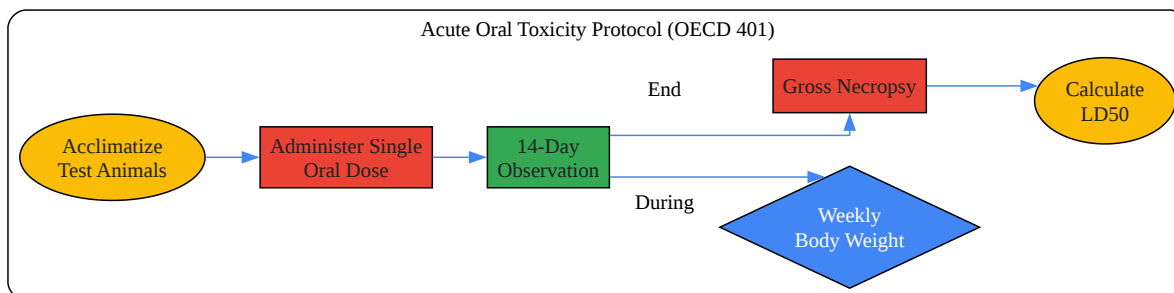 Acute Oral Toxicity Protocol (OECD 401)
Acclimatize
Test Animals
Administer Single
Oral Dose
14-Day
Observation
End
During
Gross Necropsy
Weekly
Body Weight
Calculate
LD50